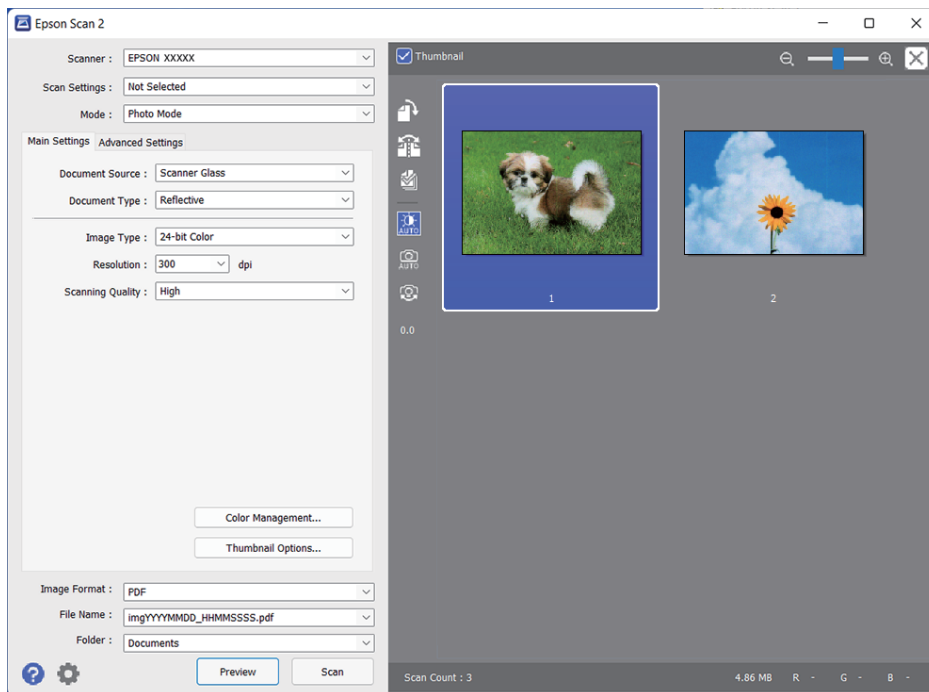 Epson Scan 2
Scanner : EPSON XXXXX
Scan Settings : Not Selected
Mode : Photo Mode
Main Settings Advanced Settings
Document Source : Scanner Glass
Document Type : Reflective
Image Type : 24-bit Color
Resolution : 300 dpi
Scanning Quality : High
Color Management...
Thumbnail Options...
Image Format : PDF
File Name : imgYYYYMMDD_HHMMSSSS.pdf
Folder : Documents
? Preview Scan
Thumbnail
AUTO
AUTO
0.0
1 2
Scan Count : 3 4.86 MB R - G - B -